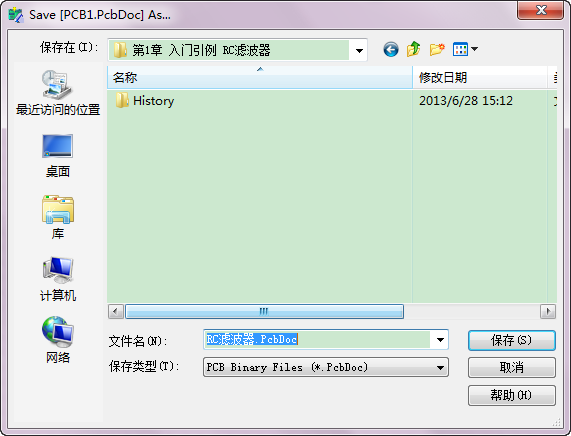 Save [PCB1.PcbDoc] As...
保存在(I):
第1章 入门引例 RC滤波器
名称
修改日期
History
2013/6/28 15:12
最近访问的位置
桌面
库
计算机
网络
文件名(N):
RC滤波器.PcbDoc
保存(S)
保存类型(T):
PCB Binary Files (*.PcbDoc)
取消
帮助(H)